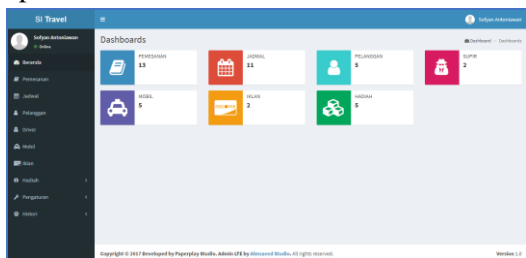 SI Travel
Sofyan Antoniawan
Sofyan Antoniawan
Online
Dashboards
Dashboard > Dashboards
Beranda
Pemesanan
Jadwal
Pelanggan
Driver
Mobil
Iklan
Hadiah
Pengaturan
PEMESANAN
13
JADWAL
11
PELANGGAN
5
SUPIR
2
MOBIL
5
IKLAN
2
HADIAH
5
Copyright © 2017 Developed by Paperplay Studio. Admin LTE by Almsaeed Studio. All rights reserved.
Version 1.0